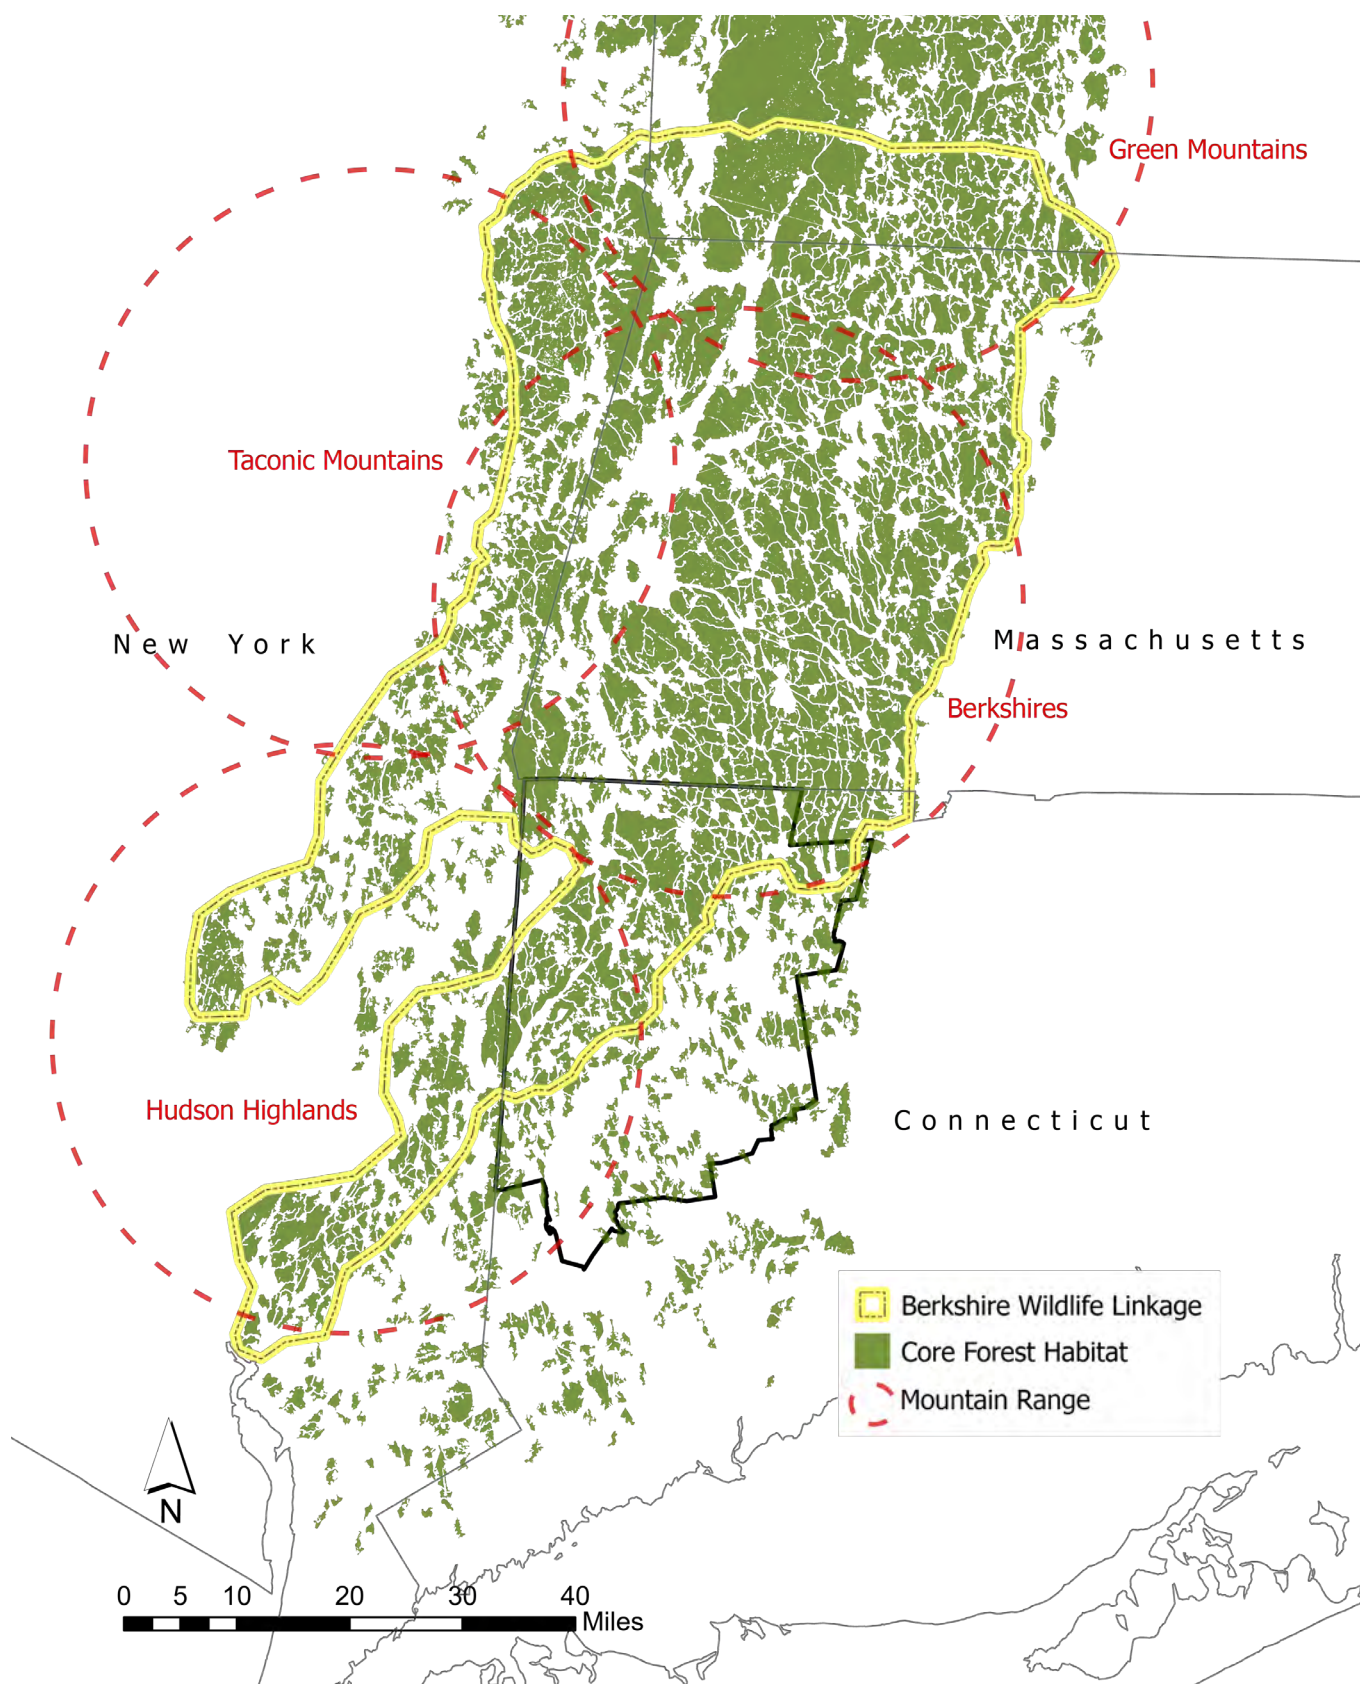 Green Mountains
Taconic Mountains
New York
Massachusetts
Berkshires
Hudson Highlands
Connecticut
Berkshire Wildlife Linkage
Core Forest Habitat
Mountain Range
N
0 5 10 20 30 40
Miles